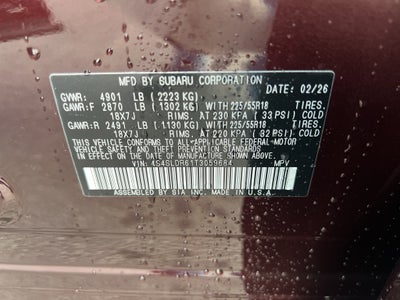 MFD BY SUBARU CORPORATION DATE: 02/26
GVWR: 4901 LB (2223 KG)
GAWR:F 2870 LB (1302 KG) WITH 225/55R18 TIRES,
18X7J RIMS, AT 230 KPA (33 PSI) COLD
GAWR:R 2491 LB (1130 KG) WITH 225/55R18 TIRES,
18X7J RIMS, AT 220 KPA (32 PSI) COLD
THIS VEHICLE CONFORMS TO ALL APPLICABLE FEDERAL MOTOR
VEHICLE SAFETY, BUMPER, AND THEFT PREVENTION STANDARDS
IN EFFECT ON THE DATE OF MANUFACTURE SHOWN ABOVE.
VIN: 4S4SLDR61T3059684 MPV
ASSEMBLED BY SIA INC. MADE IN U.S.A.